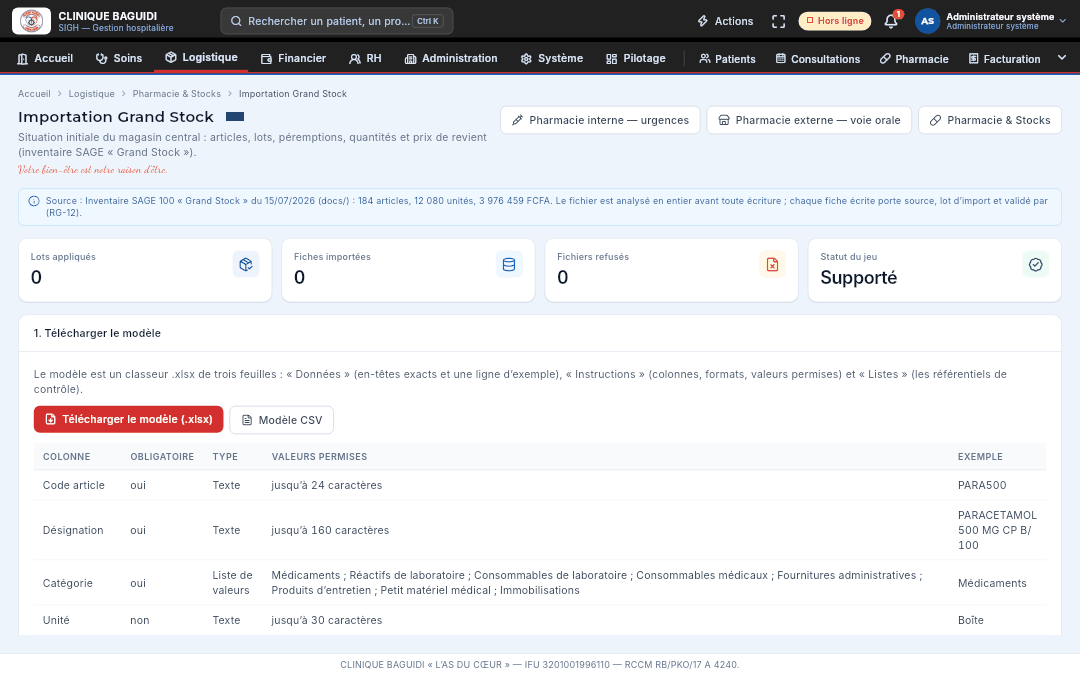 CLINIQUE BAGUIDI
SIGH — Gestion hospitalière
Rechercher un patient, un pro... Ctrl K
Actions
Hors ligne
1
AS
Administrateur système
Administrateur système
Accueil
Soins
Logistique
Financier
RH
Administration
Système
Pilotage
Patients
Consultations
Pharmacie
Facturation
Accueil > Logistique > Pharmacie & Stocks > Importation Grand Stock
Importation Grand Stock
Situation initiale du magasin central : articles, lots, péremptions, quantités et prix de revient
(inventaire SAGE « Grand Stock »).
Votre bien-être est notre raison d'être.
Pharmacie interne — urgences
Pharmacie externe — voie orale
Pharmacie & Stocks
Source : Inventaire SAGE 100 « Grand Stock » du 15/07/2026 (docs/) : 184 articles, 12 080 unités, 3 976 459 FCFA. Le fichier est analysé en entier avant toute écriture ; chaque fiche écrite porte source, lot d'import et validé par
(RG-12).
Lots appliqués
0
Fiches importées
0
Fichiers refusés
0
Statut du jeu
Supporté
1. Télécharger le modèle
Le modèle est un classeur .xlsx de trois feuilles : « Données » (en-têtes exacts et une ligne d'exemple), « Instructions » (colonnes, formats, valeurs permises) et « Listes » (les référentiels de
contrôle).
Télécharger le modèle (.xlsx)
Modèle CSV
COLONNE OBLIGATOIRE TYPE VALEURS PERMISES EXEMPLE
Code article oui Texte jusqu'à 24 caractères PARA500
Désignation oui Texte jusqu'à 160 caractères PARACETAMOL
500 MG CP B/
100
Catégorie oui Liste de valeurs Médicaments ; Réactifs de laboratoire ; Consommables de laboratoire ; Consommables médicaux ; Fournitures administratives ;
Produits d'entretien ; Petit matériel médical ; Immobilisations Médicaments
Unité non Texte jusqu'à 30 caractères Boîte
CLINIQUE BAGUIDI « L'AS DU CŒUR » — IFU 3201001996110 — RCCM RB/PKO/17 A 4240.